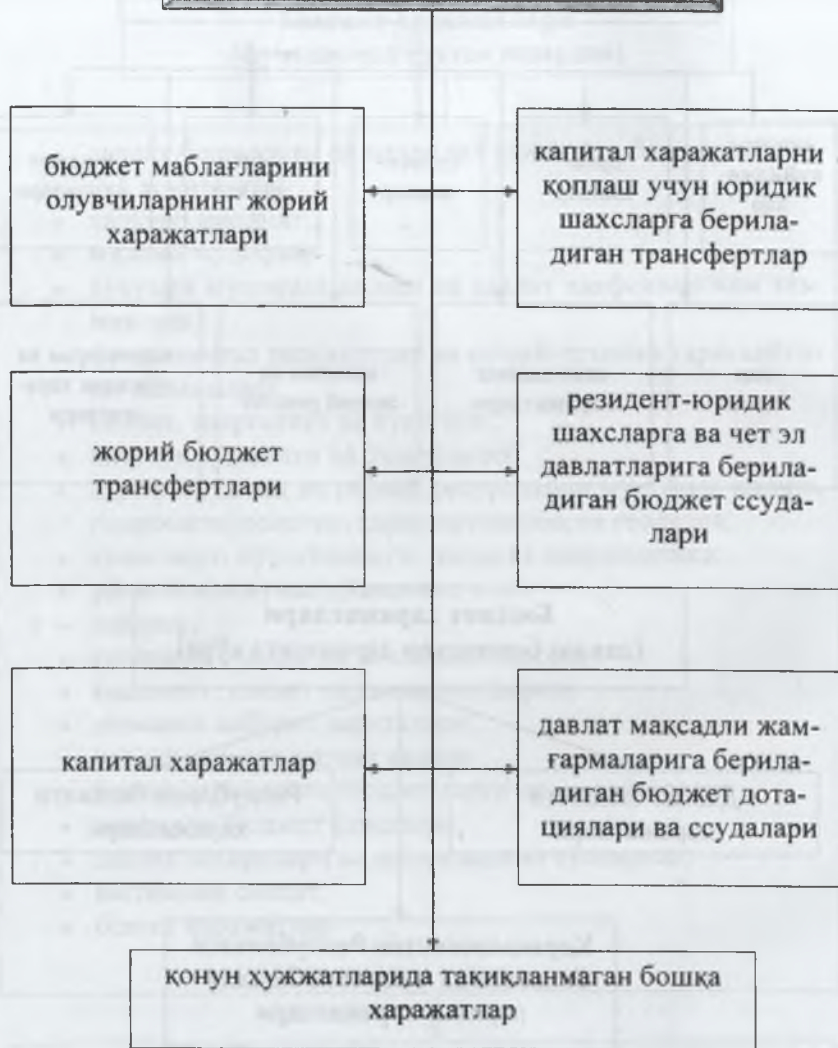 бюджет маблағларини
олувчиларнинг жорий
харажатлари
капитал харажатларни
қоплаш учун юридик
шахсларга берила-
диган трансфертлар
жорий бюджет
трансфертлари
резидент-юридик
шахсларга ва чет эл
давлатларига берила-
диган бюджет ссуда-
лари
капитал харажатлар
давлат мақсадли жам-
ғармаларига берила-
диган бюджет дота-
циялари ва ссудалари
қонун ҳужжатларида тақиқланмаган бошқа
харажатлар